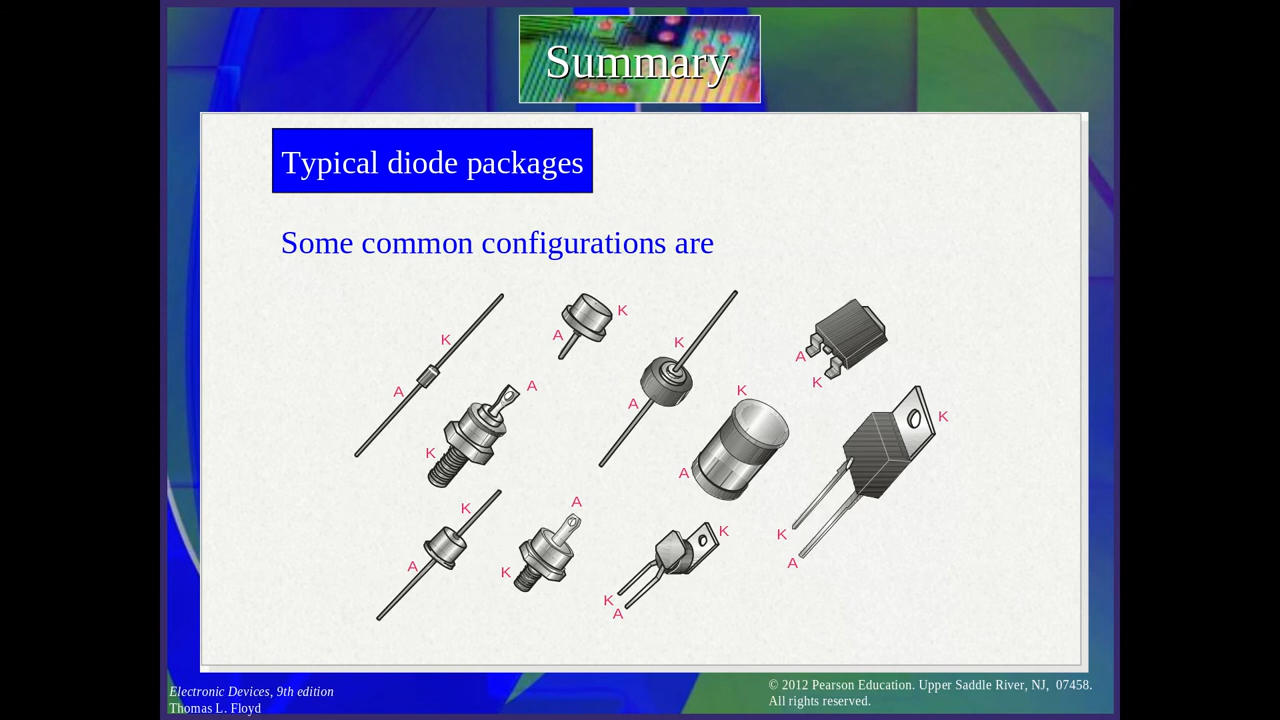 Summary
Typical diode packages
Some common configurations are
K
A
K
A
K
A
A
K
A
K
K
A
K
K
A
K
A
A
K
K
K
A
K
A
Electronic Devices, 9th edition
Thomas L. Floyd
© 2012 Pearson Education. Upper Saddle River, NJ, 07458.
All rights reserved.